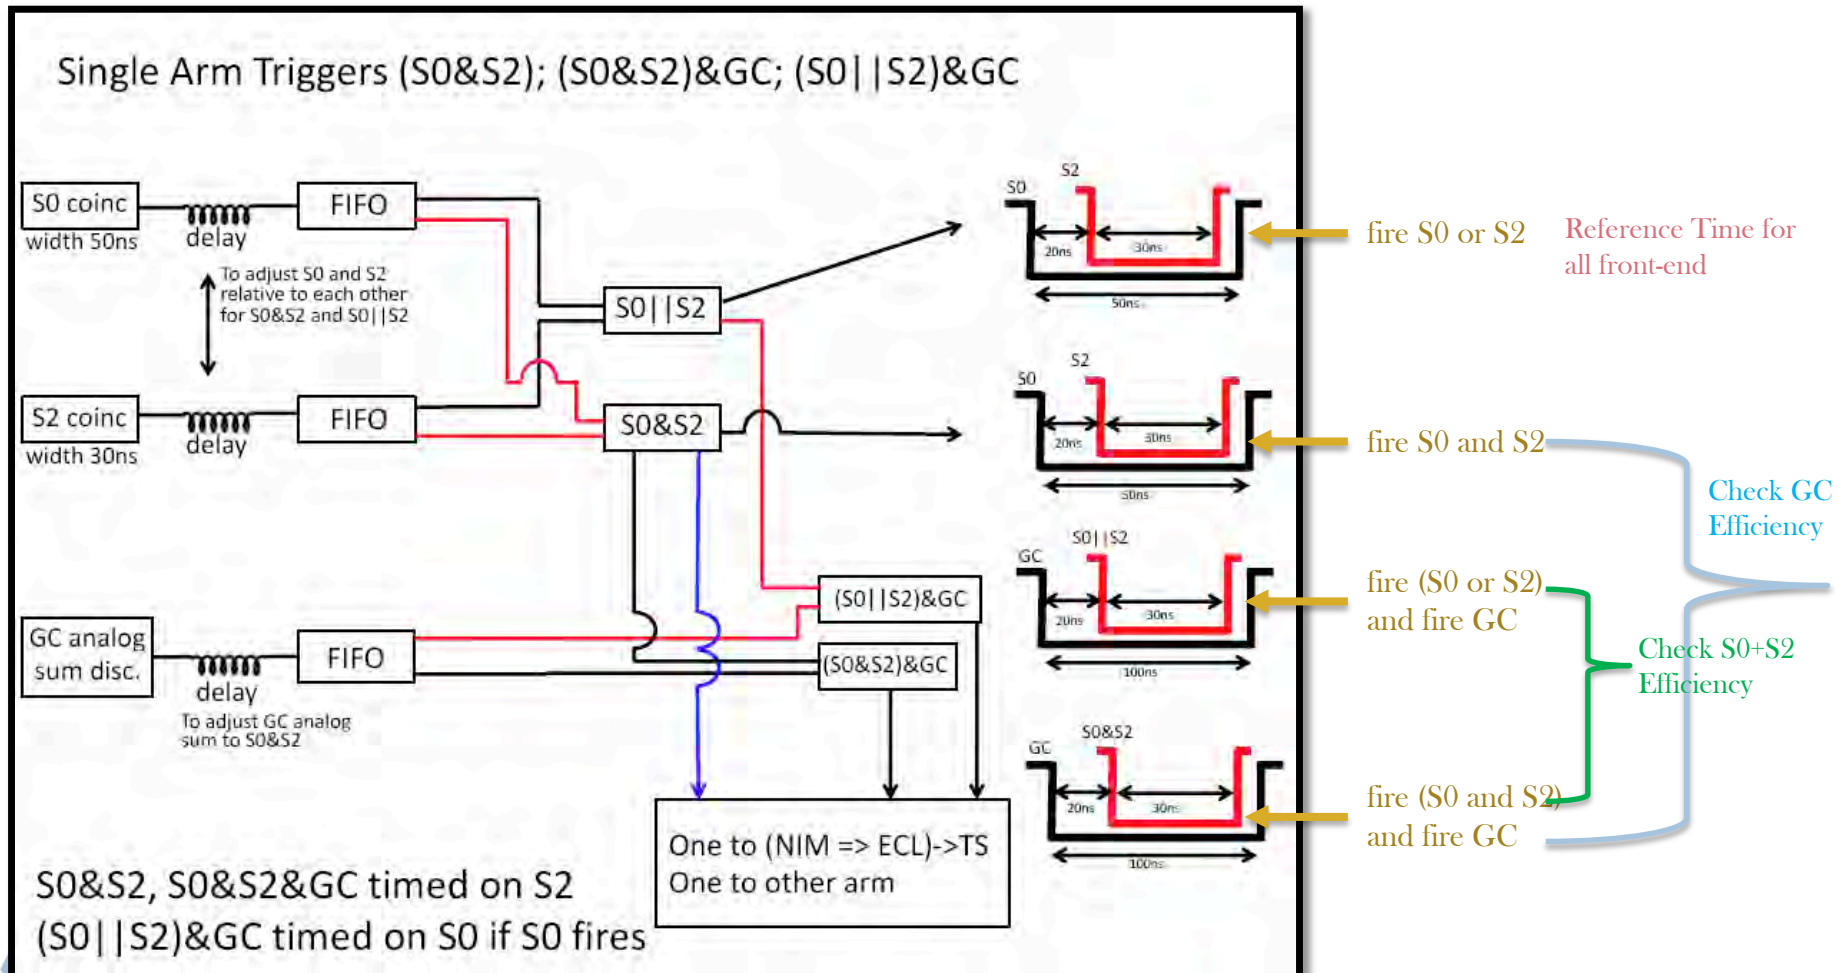 Single Arm Triggers (S0&S2); (S0&S2)&GC; (S0||S2)&GC
S0 coinc
width 50ns
delay
FIFO
To adjust S0 and S2
relative to each other
for S0&S2 and S0||S2
S2 coinc
width 30ns
delay
FIFO
S0||S2
S0&S2
GC analog
sum disc.
delay
To adjust GC analog
sum to S0&S2
FIFO
(S0||S2)&GC
(S0&S2)&GC
One to (NIM => ECL)->TS
One to other arm
S0&S2, S0&S2&GC timed on S2
(S0||S2)&GC timed on S0 if S0 fires
S2
S0
20ns
30ns
50ns
fire S0 or S2
Reference Time for
all front-end
S2
S0
20ns
30ns
50ns
fire S0 and S2
Check GC
Efficiency
S0||S2
GC
20ns
30ns
100ns
fire (S0 or S2)
and fire GC
Check S0+S2
Efficiency
S0&S2
GC
20ns
30ns
100ns
fire (S0 and S2)
and fire GC